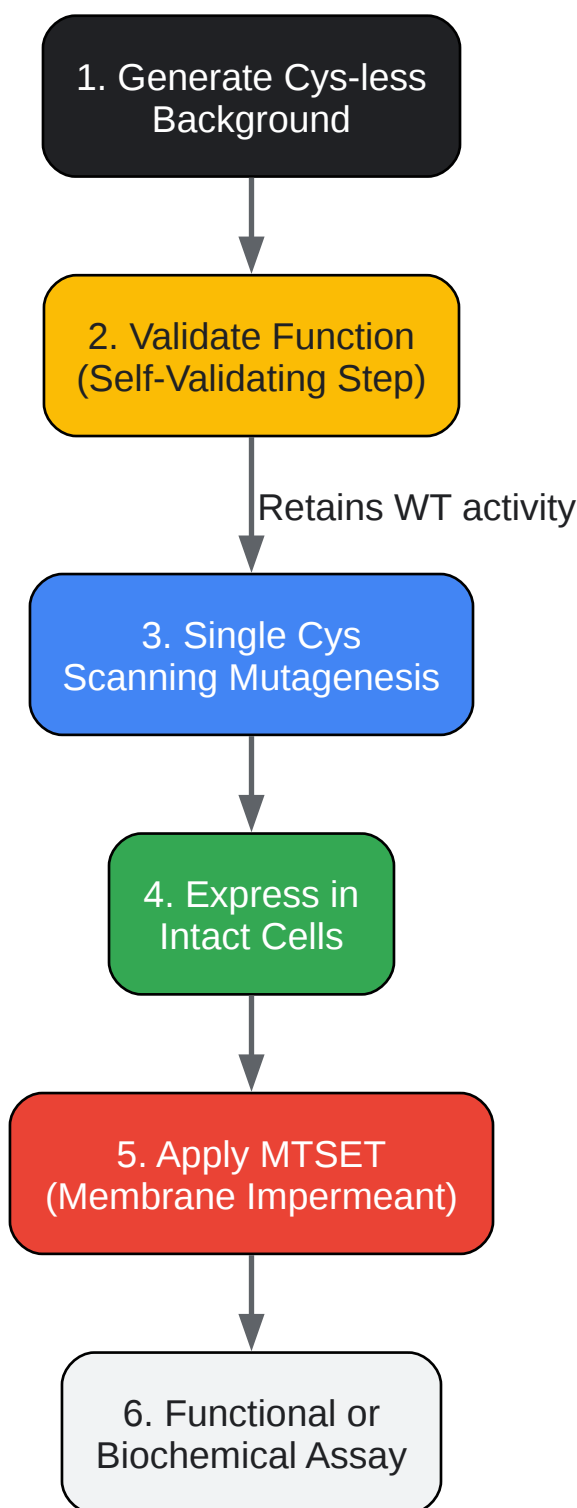 1. Generate Cys-less
Background
2. Validate Function
(Self-Validating Step)
Retains WT activity
3. Single Cys
Scanning Mutagenesis
4. Express in
Intact Cells
5. Apply MTSET
(Membrane Impermeant)
6. Functional or
Biochemical Assay